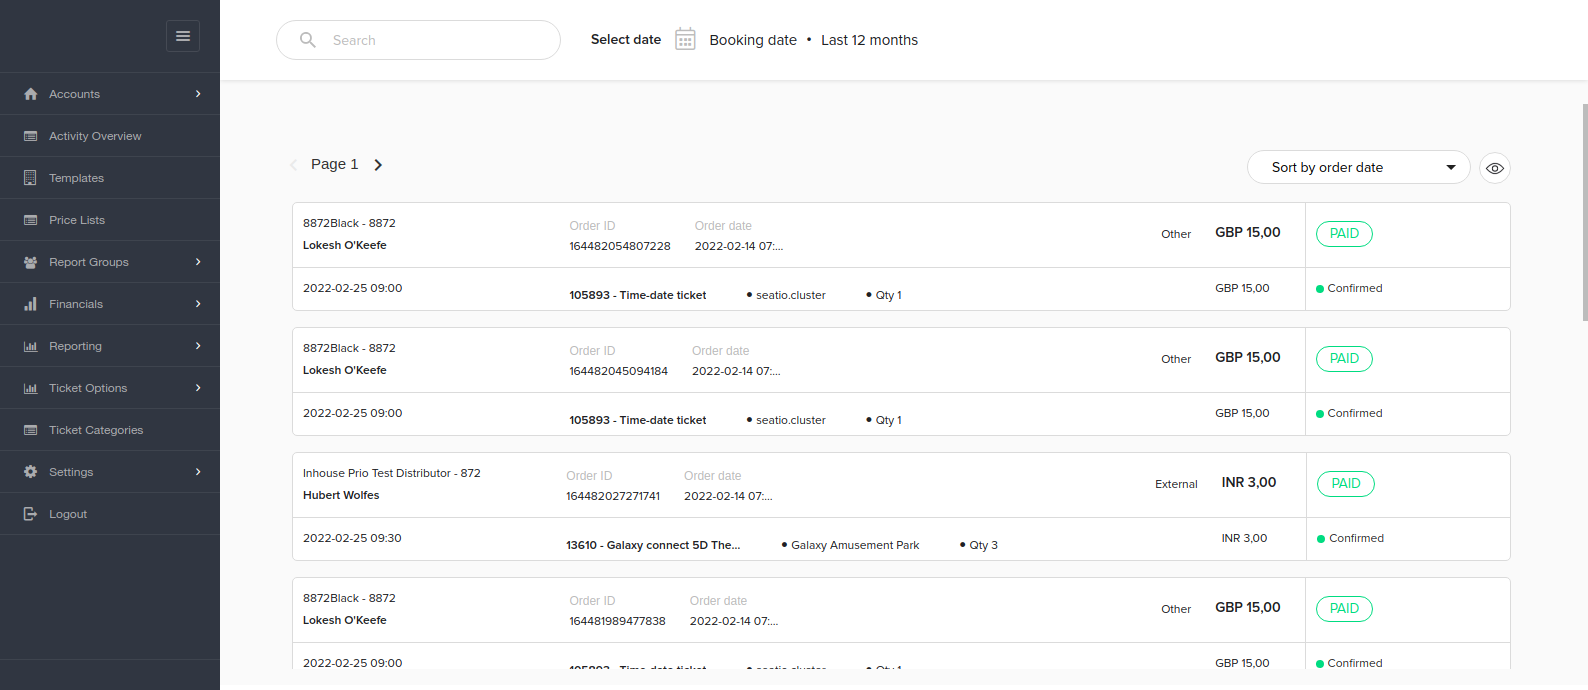 Search
Select date
Booking date • Last 12 months
Accounts
Activity Overview
Templates
Price Lists
Report Groups
Financials
Reporting
Ticket Options
Ticket Categories
Settings
Logout
Page 1
Sort by order date
8872Black - 8872
Lokesh O'Keefe
Order ID
164482054807228
Order date
2022-02-14 07:...
Other
GBP 15,00
PAID
2022-02-25 09:00
105893 - Time-date ticket
• seatio.cluster
• Qty 1
GBP 15,00
Confirmed
8872Black - 8872
Lokesh O'Keefe
Order ID
164482045094184
Order date
2022-02-14 07:...
Other
GBP 15,00
PAID
2022-02-25 09:00
105893 - Time-date ticket
• seatio.cluster
• Qty 1
GBP 15,00
Confirmed
Inhouse Prio Test Distributor - 872
Hubert Wolfes
Order ID
164482027271741
Order date
2022-02-14 07:...
External
INR 3,00
PAID
2022-02-25 09:30
13610 - Galaxy connect 5D The...
• Galaxy Amusement Park
• Qty 3
INR 3,00
Confirmed
8872Black - 8872
Lokesh O'Keefe
Order ID
164481989477838
Order date
2022-02-14 07:...
Other
GBP 15,00
PAID
2022-02-25 09:00
105893 - Time-date ticket
• seatio.cluster
• Qty 1
GBP 15,00
Confirmed